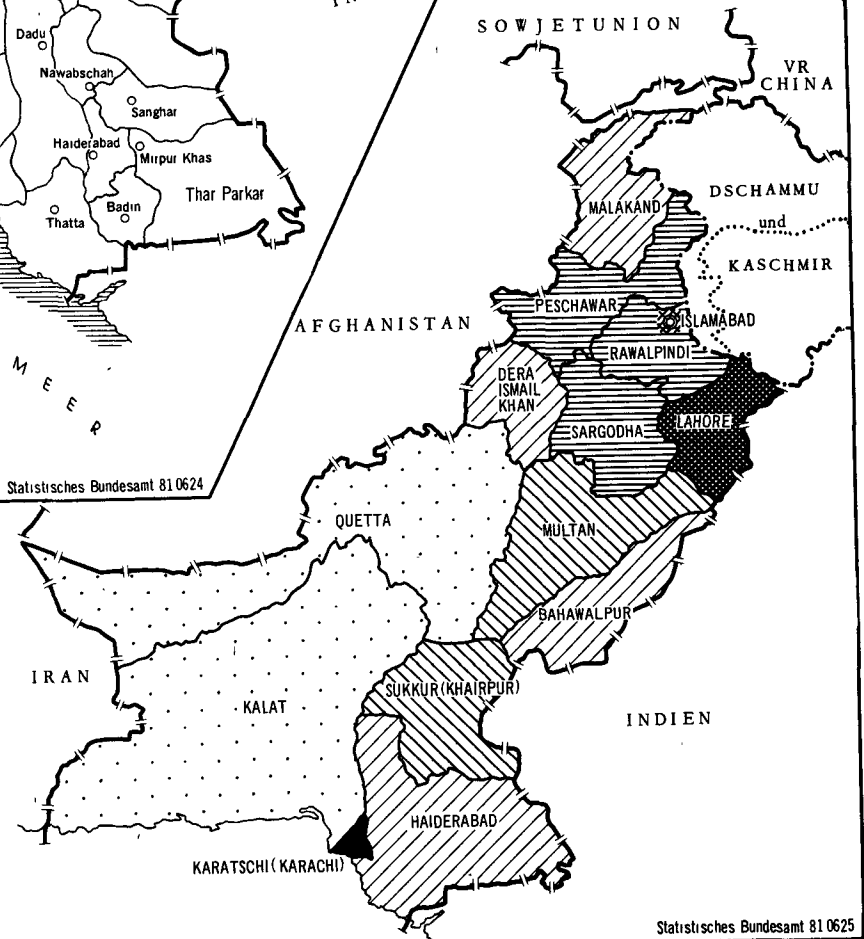 Dadu
Nawabschah
Sanghar
Haiderabad
Mirpur Khas
Thar Parkar
Badin
Thatta
MEER
Statistisches Bundesamt 81 0624
SOWJETUNION
VR
CHINA
DSCHAMMU
und
KASCHMIR
MALAKAND
PESCHAWAR
ISLAMABAD
AFGHANISTAN
RAWALPINDI
DERA
ISMAIL
KHAN
LAHORE
SARGODHA
QUETTA
MULTAN
BAHAWALPUR
IRAN
SUKKUR (KHAIRPUR)
KALAT
INDIEN
HAIDERABAD
KARATSCHI (KARACHI)
Statistisches Bundesamt 81 0625